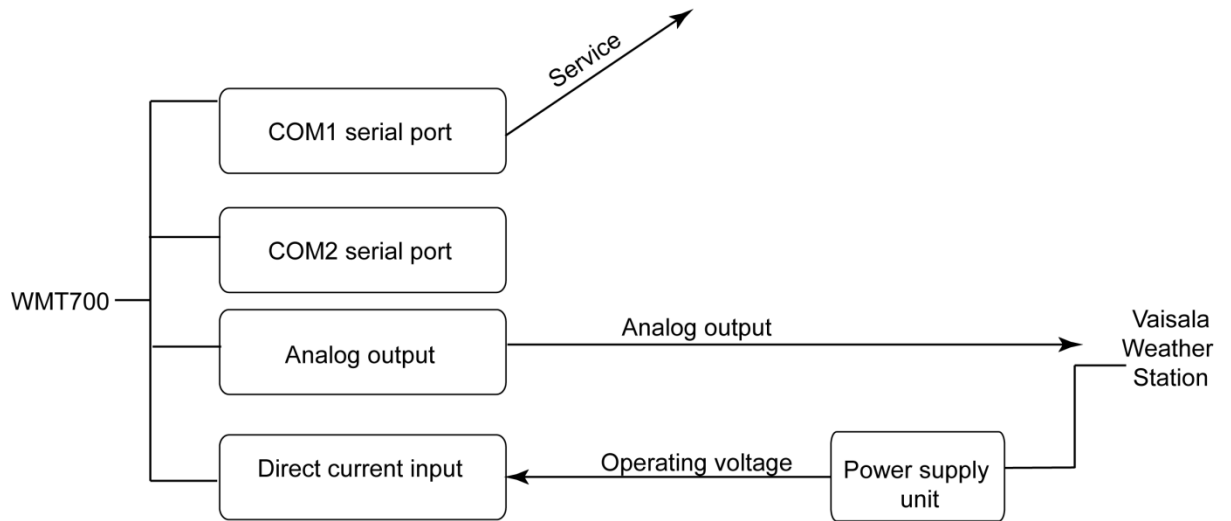 Service
COM1 serial port
COM2 serial port
WMT700
Analog output
Analog output
Vaisala
Weather
Station
Direct current input
Operating voltage
Power supply
unit